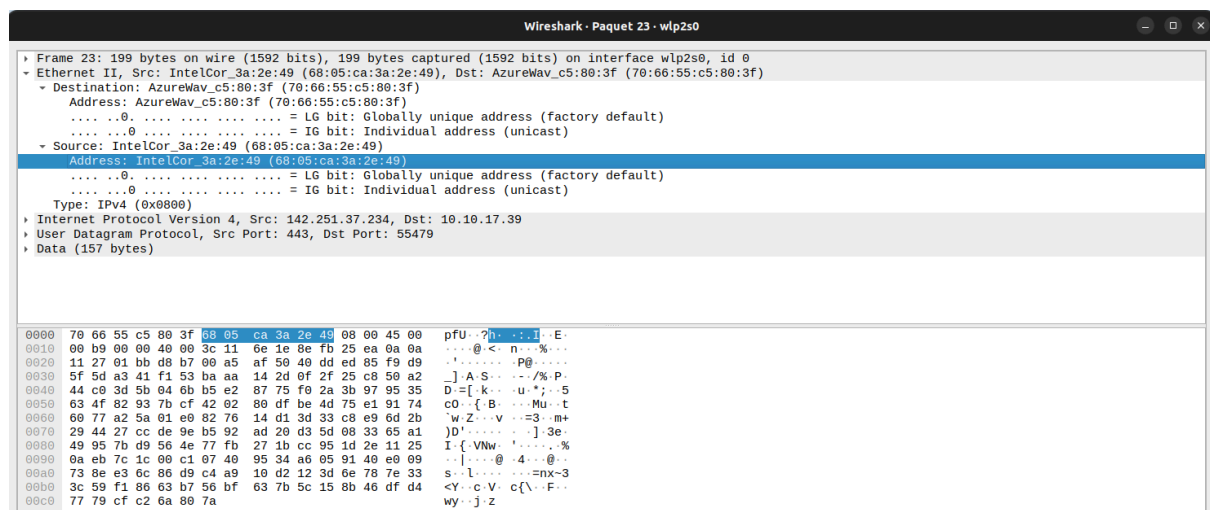 Wireshark · Paquet 23 · wlp2s0
Frame 23: 199 bytes on wire (1592 bits), 199 bytes captured (1592 bits) on interface wlp2s0, id 0
Ethernet II, Src: IntelCor_3a:2e:49 (68:05:ca:3a:2e:49), Dst: AzureWav_c5:80:3f (70:66:55:c5:80:3f)
Destination: AzureWav_c5:80:3f (70:66:55:c5:80:3f)
Address: AzureWav_c5:80:3f (70:66:55:c5:80:3f)
.... ..0. .... .... .... .... = LG bit: Globally unique address (factory default)
.... ...0 .... .... .... .... = IG bit: Individual address (unicast)
Source: IntelCor_3a:2e:49 (68:05:ca:3a:2e:49)
Address: IntelCor_3a:2e:49 (68:05:ca:3a:2e:49)
.... ..0. .... .... .... .... = LG bit: Globally unique address (factory default)
.... ...0 .... .... .... .... = IG bit: Individual address (unicast)
Type: IPv4 (0x0800)
Internet Protocol Version 4, Src: 142.251.37.234, Dst: 10.10.17.39
User Datagram Protocol, Src Port: 443, Dst Port: 55479
Data (157 bytes)
0000 70 66 55 c5 80 3f 68 05 ca 3a 2e 49 08 00 45 00 pfU··?h· ·:.I··E·
0010 00 b9 00 00 40 00 3c 11 6e 1e 8e fb 25 ea 0a 0a ····@·<· n···%···
0020 11 27 01 bb d8 b7 00 a5 af 50 40 dd ed 85 f9 d9 ·'······ ·P@·····
0030 5f 5d a3 41 f1 53 ba aa 14 2d 0f 2f 25 c8 50 a2 _]·A·S·· ·-·/%·P·
0040 44 c0 3d 5b 04 6b b5 e2 87 75 f0 2a 3b 97 95 35 D·=[·k·· ·u·*;··5
0050 63 4f 82 93 7b cf 42 02 80 df be 4d 75 e1 91 74 cO··{·B· ···Mu··t
0060 60 77 a2 5a 01 e0 82 76 14 d1 3d 33 c8 e9 6d 2b `w·Z···v ··=3··m+
0070 29 44 27 cc de 9e b5 92 ad 20 d3 5d 08 33 65 a1 )D'····· · ·]·3e·
0080 49 95 7b d9 56 4e 77 fb 27 1b cc 95 1d 2e 11 25 I·{·VNw· '····.·%
0090 0a eb 7c 1c 00 c1 07 40 95 34 a6 05 91 40 e0 09 ··|····@ ·4···@··
00a0 73 8e e3 6c 86 d9 c4 a9 10 d2 12 3d 6e 78 7e 33 s··l···· ···=nx~3
00b0 3c 59 f1 86 63 b7 56 bf 63 7b 5c 15 8b 46 df d4 <Y··c·V· c{\··F··
00c0 77 79 cf c2 6a 80 7a wy··j·z